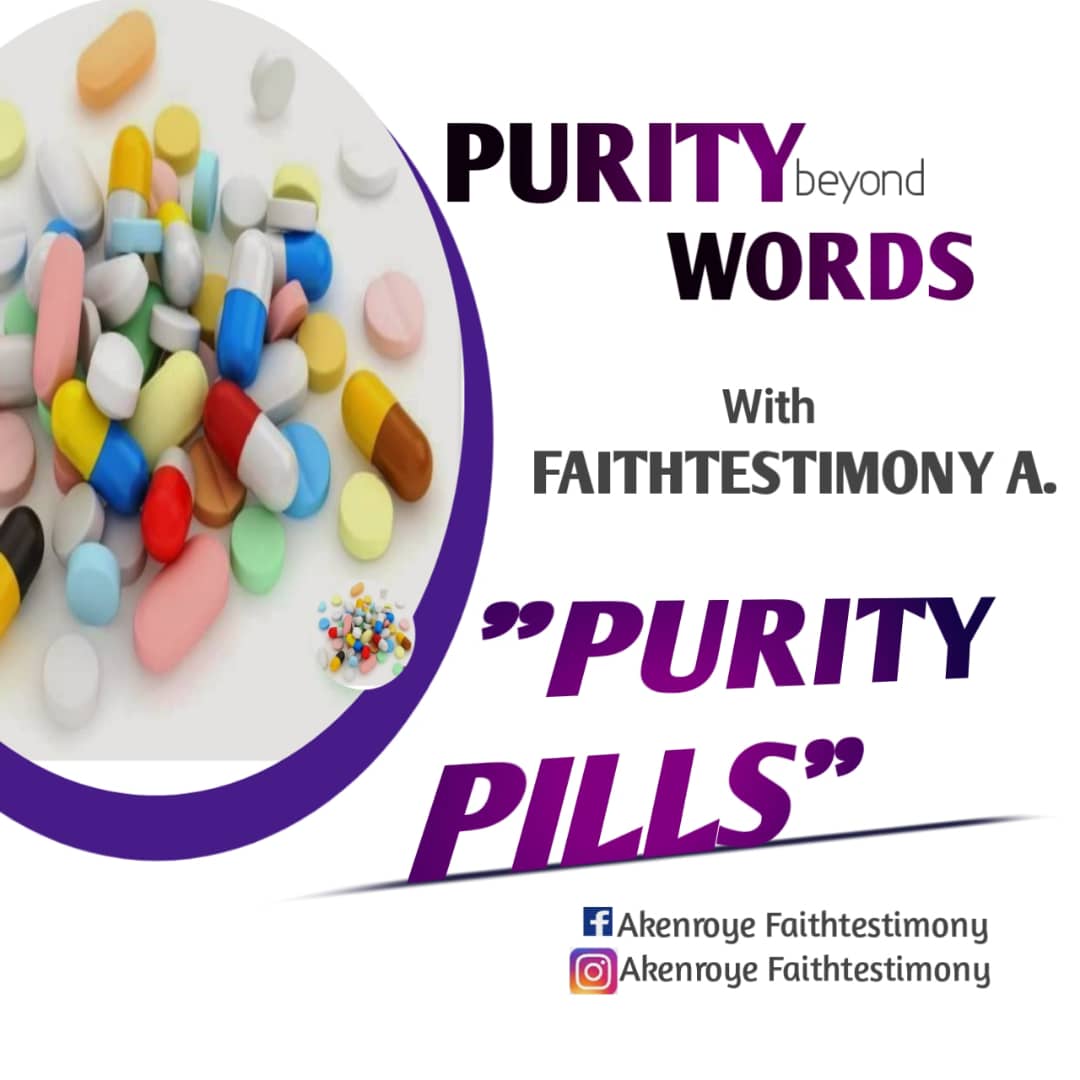 PURITY beyond
WORDS
With
FAITHTESTIMONY A.
”PURITY
PILLS”
Akenroye Faithtestimony
Akenroye Faithtestimony